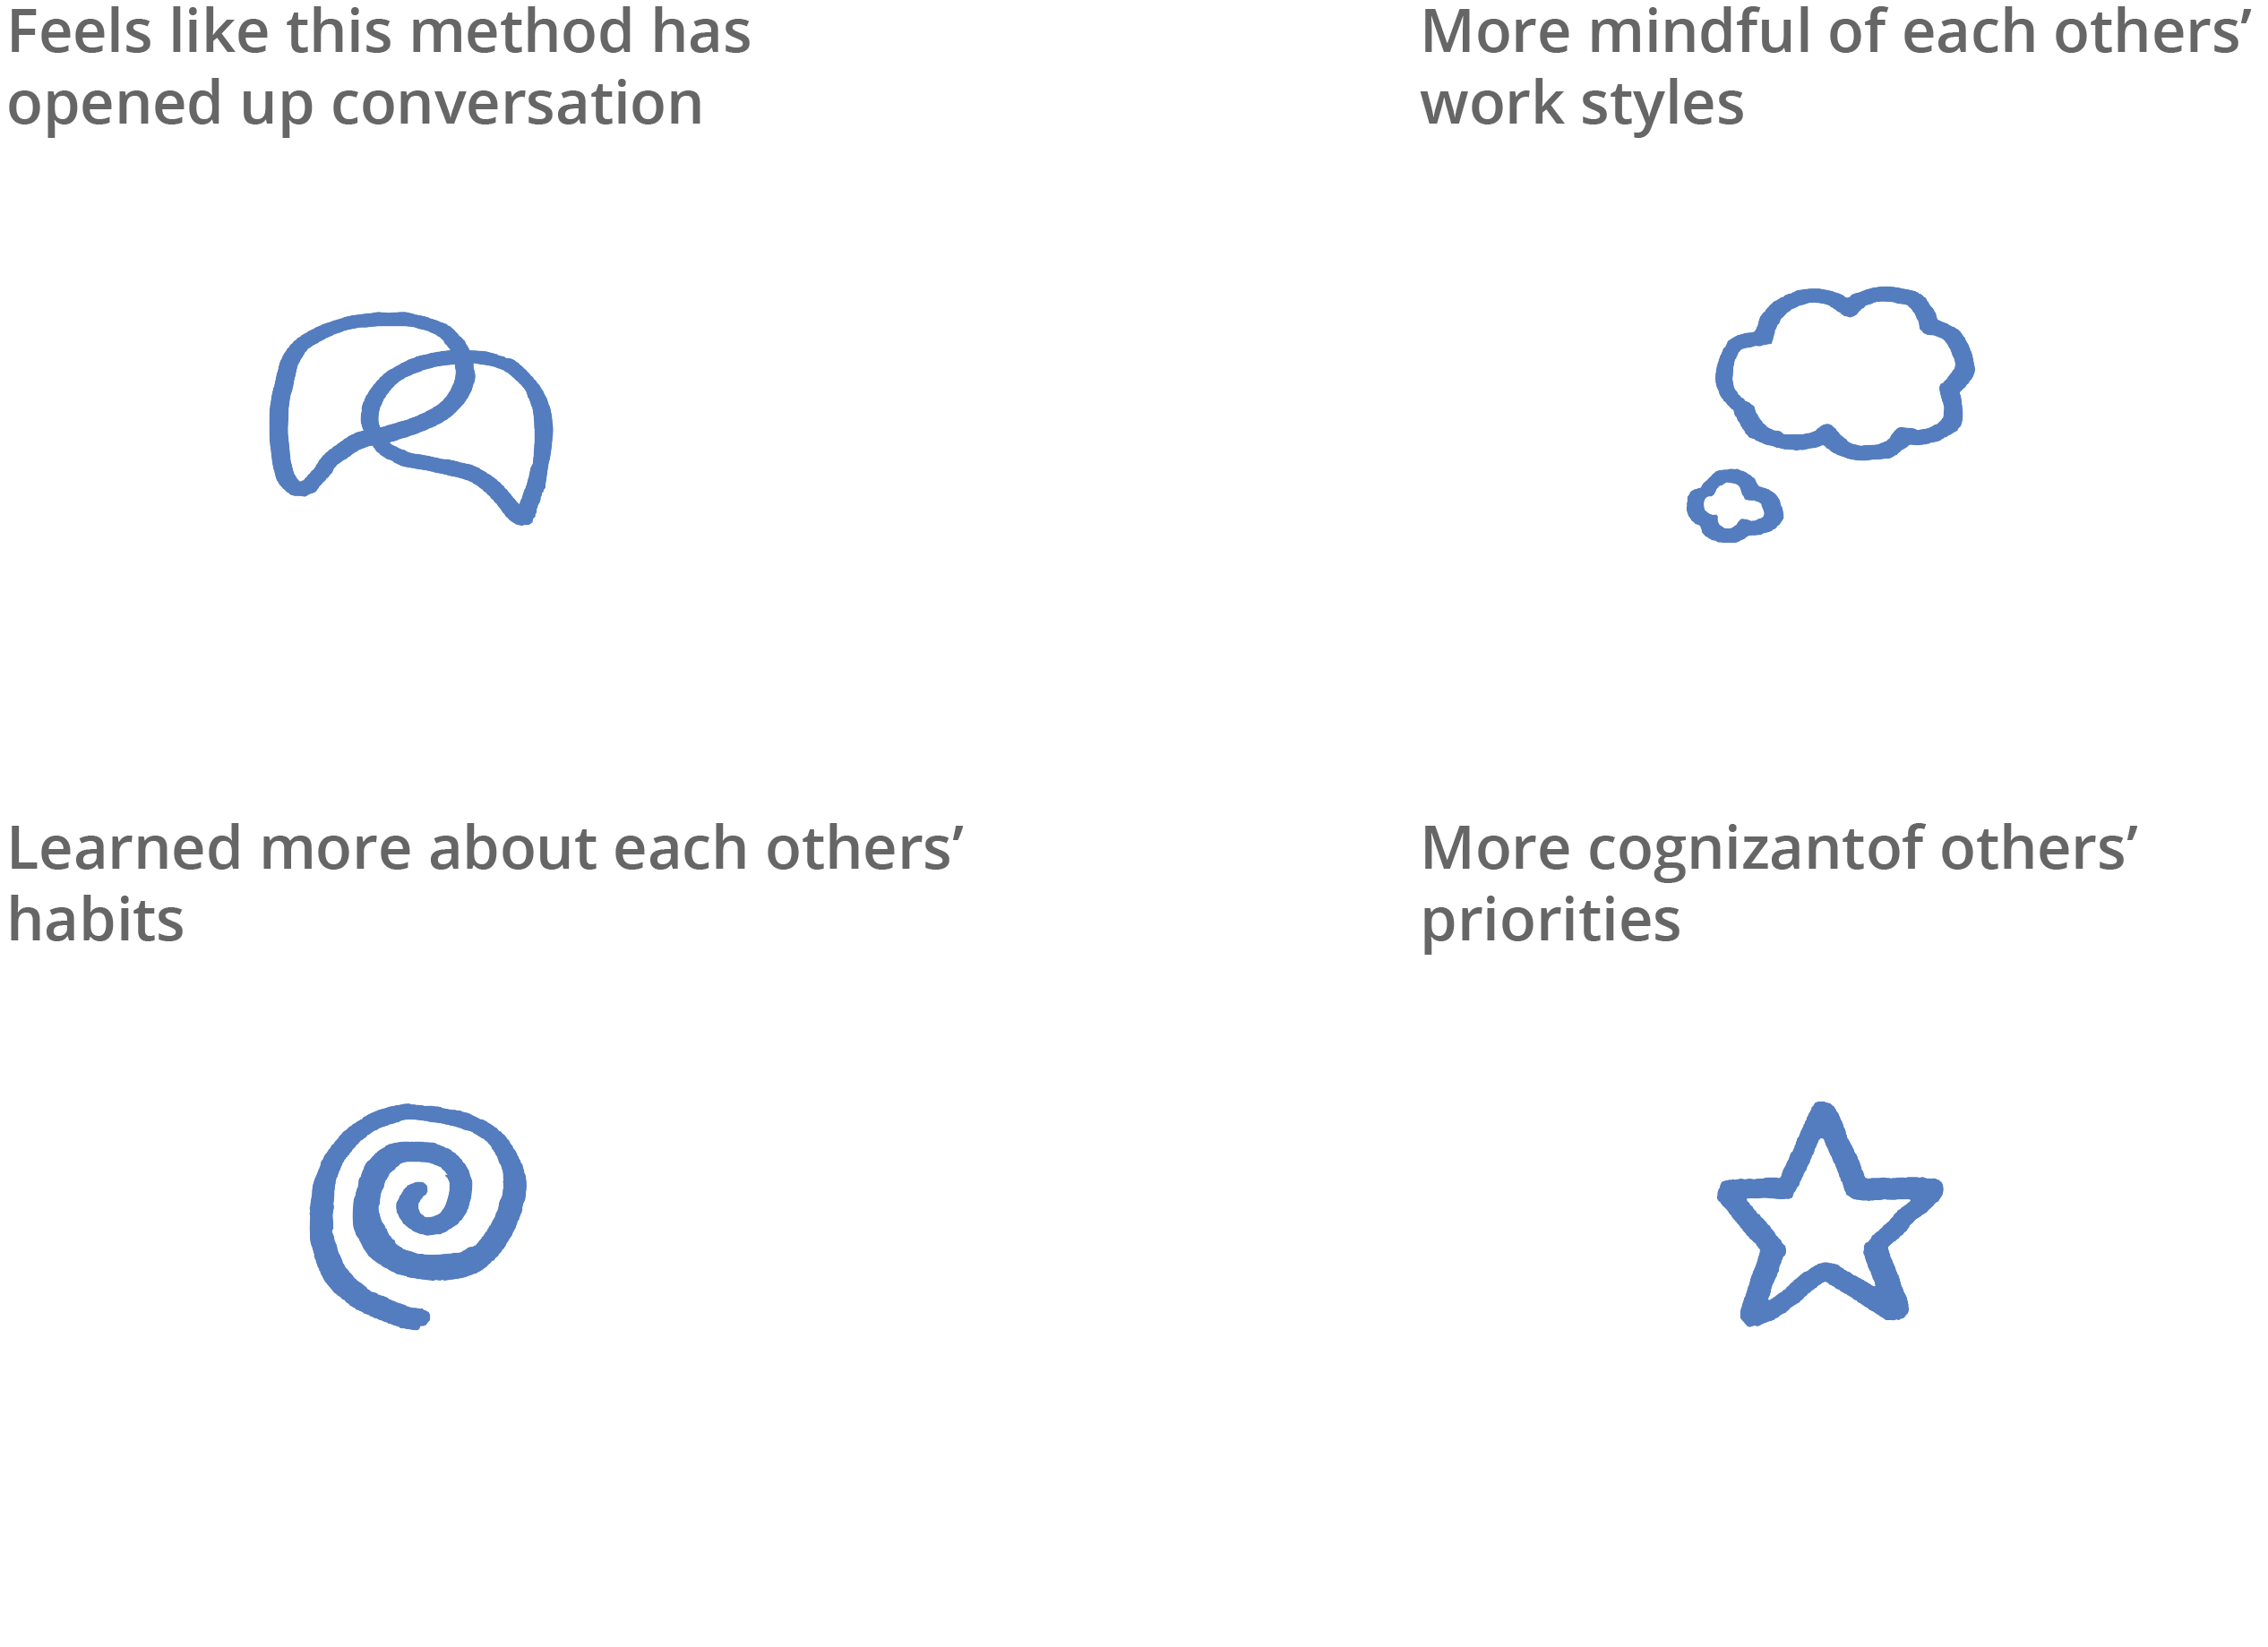 Feels like this method has
opened up conversation
More mindful of each others’
work styles
Learned more about each others’
habits
More cognizantof others’
priorities